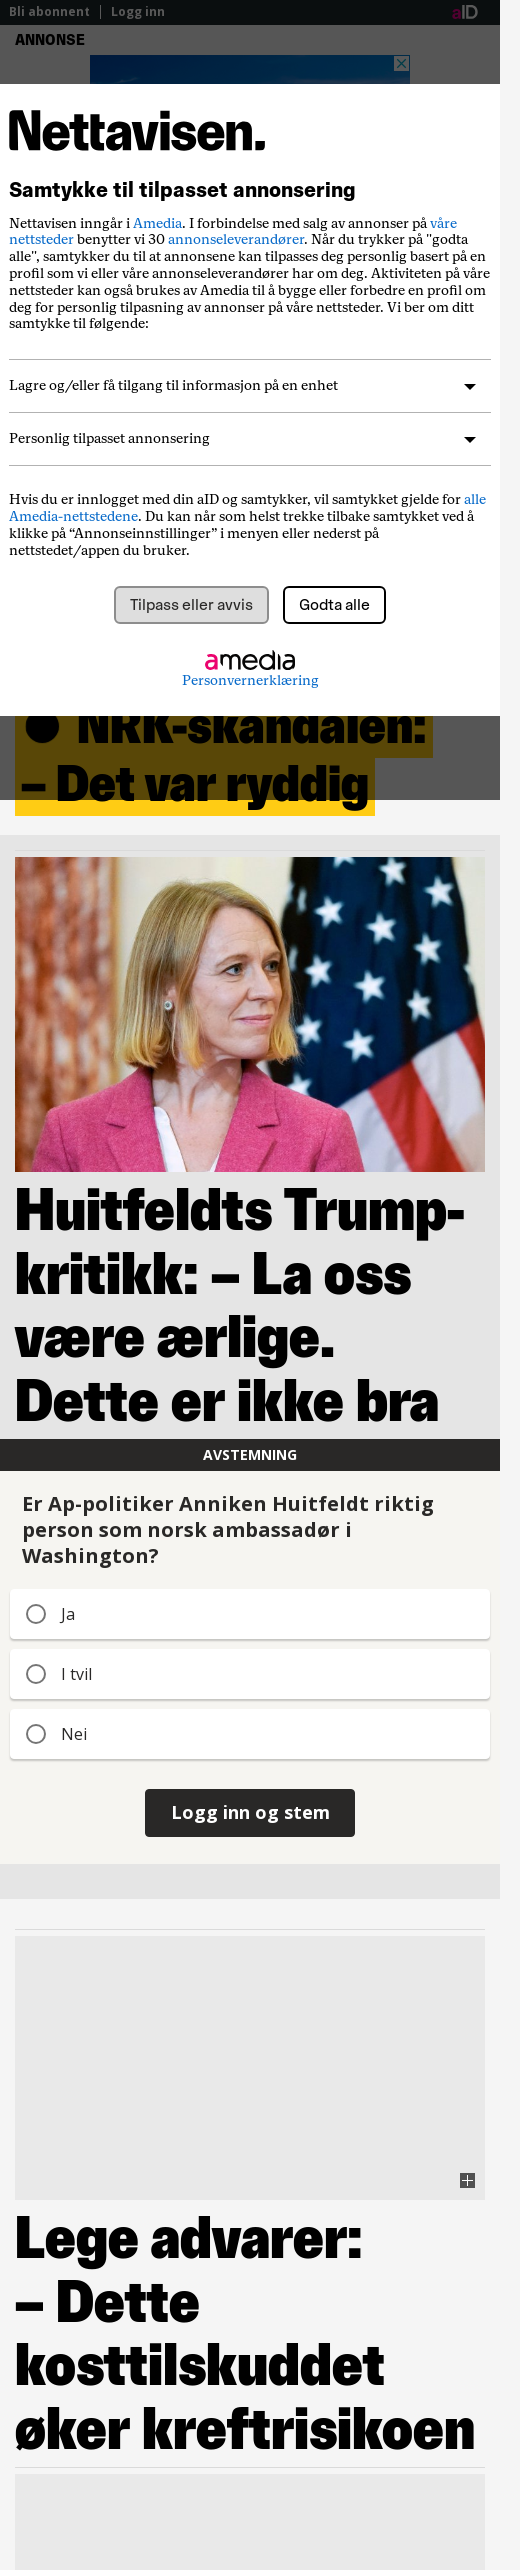 Bli abonnent | Logg inn
aID
ANNONSE
Nettavisen.
Samtykke til tilpasset annonsering
Nettavisen inngår i Amedia. I forbindelse med salg av annonser på våre
nettsteder benytter vi 30 annonseleverandører. Når du trykker på "godta
alle", samtykker du til at annonsene kan tilpasses deg personlig basert på en
profil som vi eller våre annonseleverandører har om deg. Aktiviteten på våre
nettsteder kan også brukes av Amedia til å bygge eller forbedre en profil om
deg for personlig tilpasning av annonser på våre nettsteder. Vi ber om ditt
samtykke til følgende:
Lagre og/eller få tilgang til informasjon på en enhet
Personlig tilpasset annonsering
Hvis du er innlogget med din aID og samtykker, vil samtykket gjelde for alle
Amedia-nettstedene. Du kan når som helst trekke tilbake samtykket ved å
klikke på “Annonseinnstillinger” i menyen eller nederst på
nettstedet/appen du bruker.
Tilpass eller avvis
Godta alle
amedia
Personvernerklæring
● NRK-skandalen:
– Det var ryddig
Huitfeldts Trump-
kritikk: – La oss
være ærlige.
Dette er ikke bra
AVSTEMNING
Er Ap-politiker Anniken Huitfeldt riktig
person som norsk ambassadør i
Washington?
Ja
I tvil
Nei
Logg inn og stem
Lege advarer:
– Dette
kosttilskuddet
øker kreftrisikoen